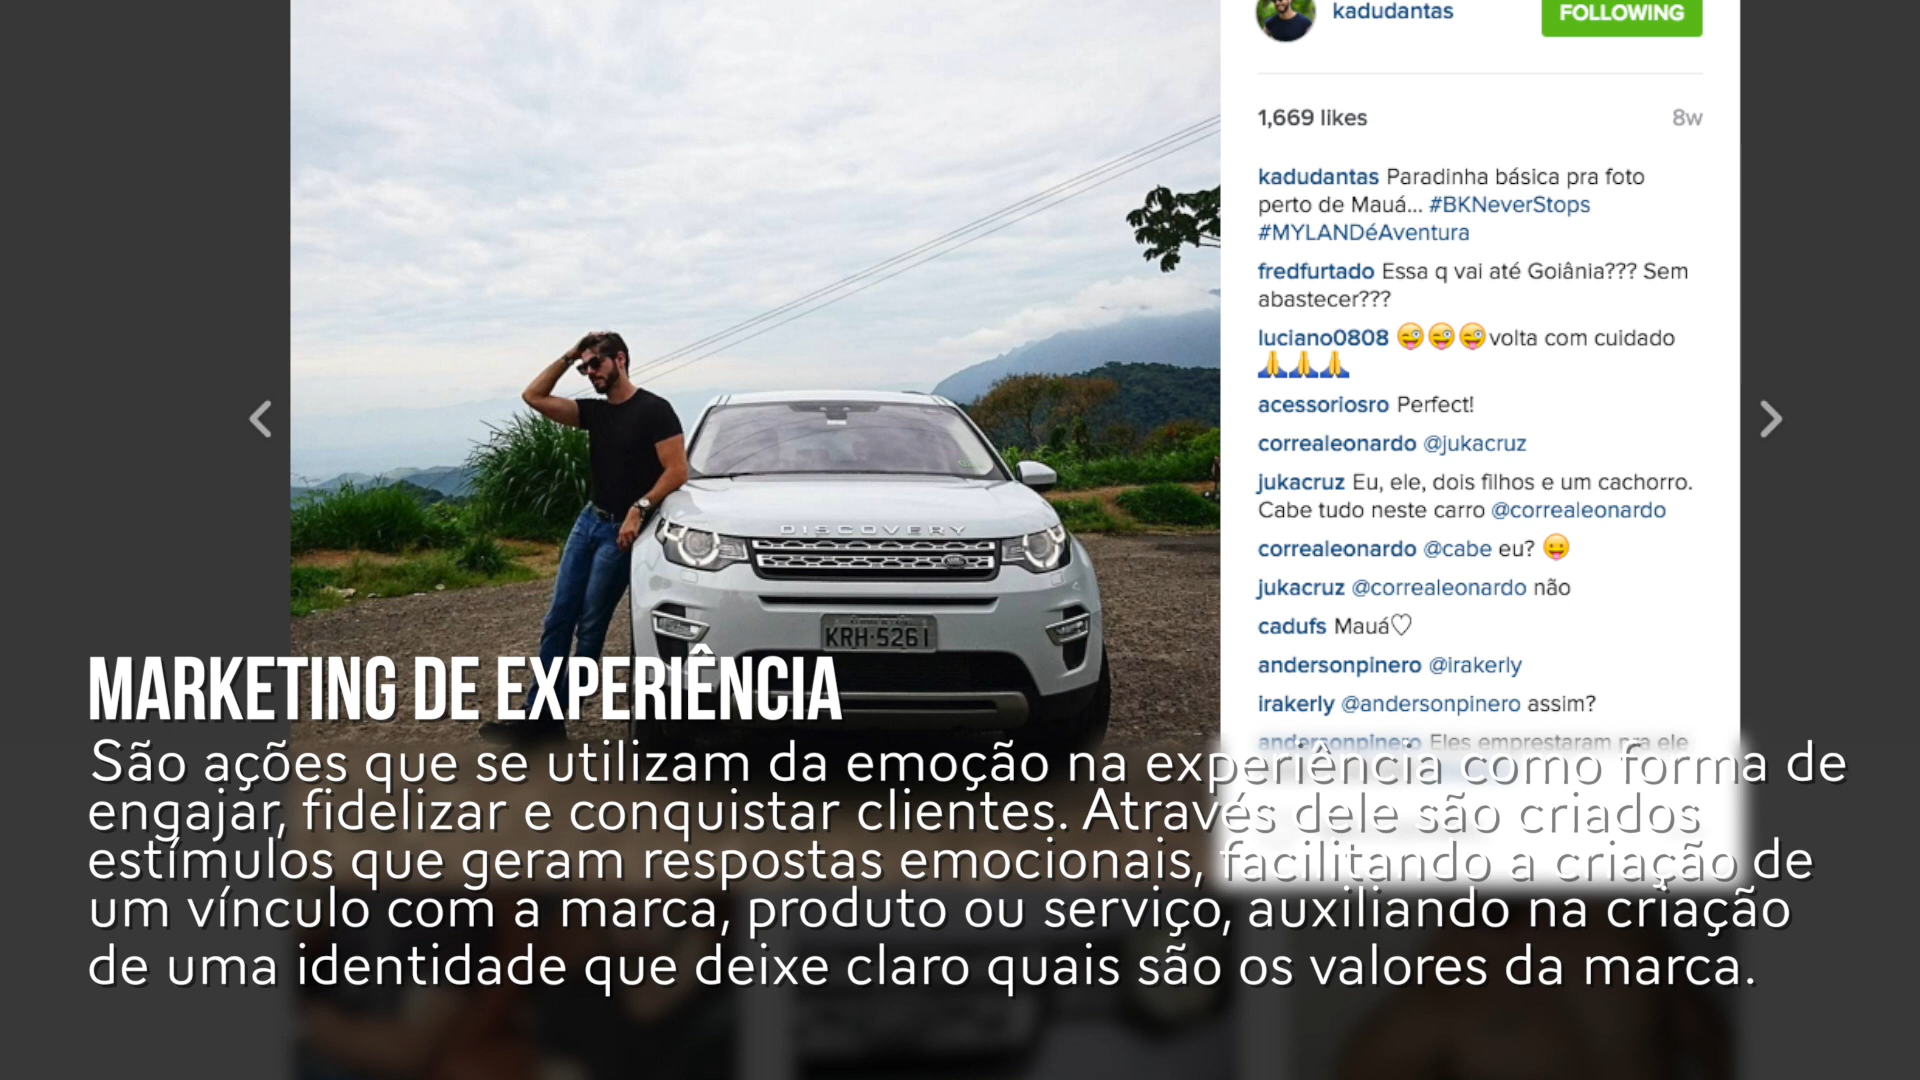 kadudantas
FOLLOWING
1,669 likes
8w
kadudantas Paradinha básica pra foto
perto de Mauá... #BKNeverStops
#MYLANDéAventura
fredfurtado Essa q vai até Goiânia??? Sem
abastecer???
luciano0808 😜😜😜volta com cuidado
🙏🙏🙏
acessoriosro Perfect!
correaleonardo @jukacruz
jukacruz Eu, ele, dois filhos e um cachorro.
Cabe tudo neste carro @correaleonardo
correaleonardo @cabe eu? 😛
jukacruz @correaleonardo não
cadufs Mauá♡
andersonpinero @irakerly
irakerly @andersonpinero assim?
andersonpinero Eles emprestaram pra ele
DISCOVERY
KRH·5261
MARKETING DE EXPERIÊNCIA
São ações que se utilizam da emoção na experiência como forma de
engajar, fidelizar e conquistar clientes. Através dele são criados
estímulos que geram respostas emocionais, facilitando a criação de
um vínculo com a marca, produto ou serviço, auxiliando na criação
de uma identidade que deixe claro quais são os valores da marca.